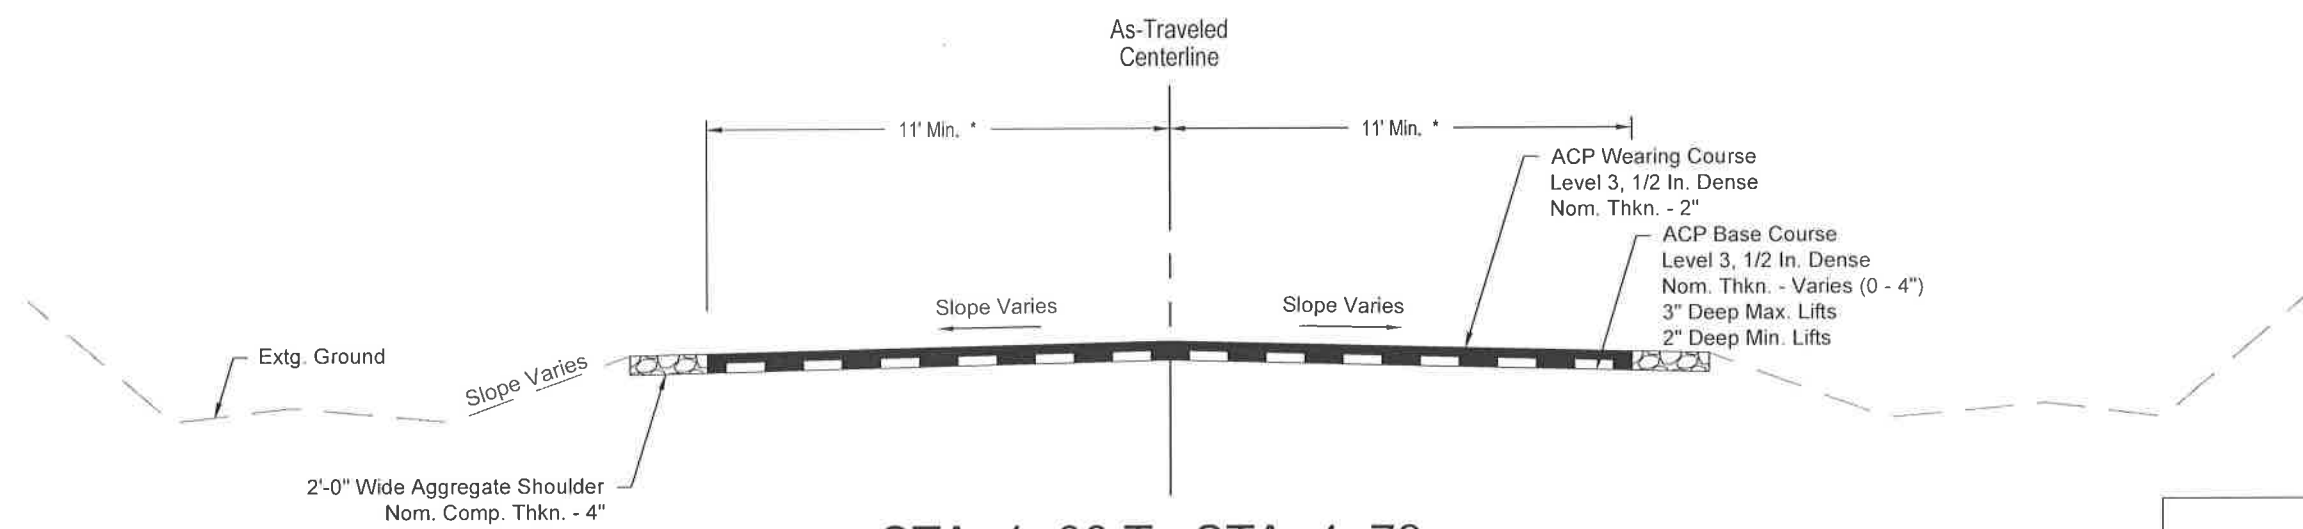 As-Traveled
Centerline
11' Min. *
11' Min. *
ACP Wearing Course
Level 3, 1/2 In. Dense
Nom. Thkn. - 2"
ACP Base Course
Level 3, 1/2 In. Dense
Nom. Thkn. - Varies (0 - 4")
3" Deep Max. Lifts
2" Deep Min. Lifts
Slope Varies
Slope Varies
Extg. Ground
Slope Varies
2'-0" Wide Aggregate Shoulder
Nom. Comp. Thkn. - 4"